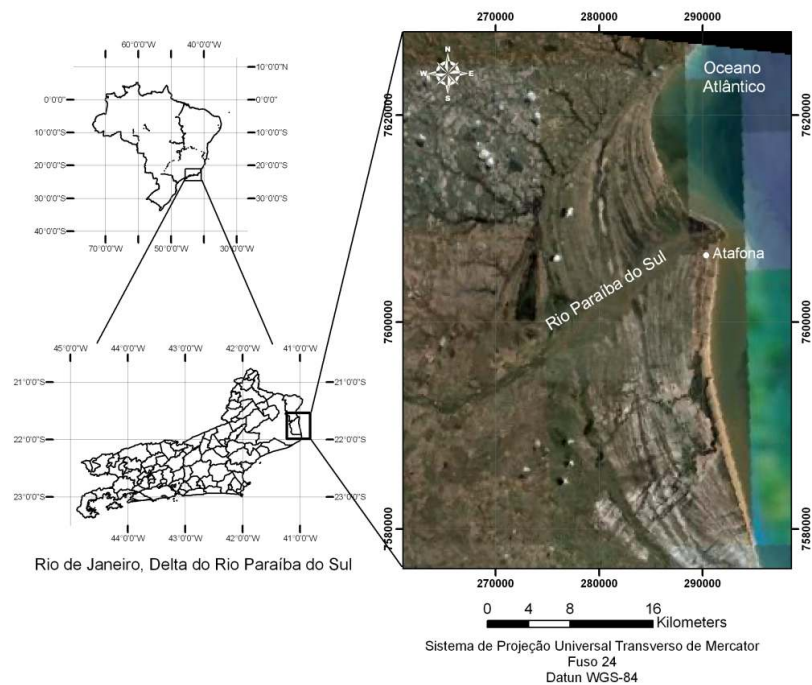 60°0'0"W 40°0'0"W
10°0'0"N
0°0'0" 0°0'0"
10°0'0"S 10°0'0"S
20°0'0"S 20°0'0"S
30°0'0"S 30°0'0"S
40°0'0"S
70°0'0"W 50°0'0"W 30°0'0"W
45°0'0"W 43°0'0"W 42°0'0"W 41°0'0"W
21°0'0"S 21°0'0"S
22°0'0"S 22°0'0"S
23°0'0"S 23°0'0"S
44°0'0"W 43°0'0"W 42°0'0"W 41°0'0"W
Rio de Janeiro, Delta do Rio Paraíba do Sul
270000 280000 290000
N
W E
S
Oceano
Atlântico
7620000 7620000
Atafona
Rio Paraíba do Sul
7600000 7600000
7580000 7580000
270000 280000 290000
0 4 8 16
Kilometers
Sistema de Projeção Universal Transverso de Mercator
Fuso 24
Datun WGS-84